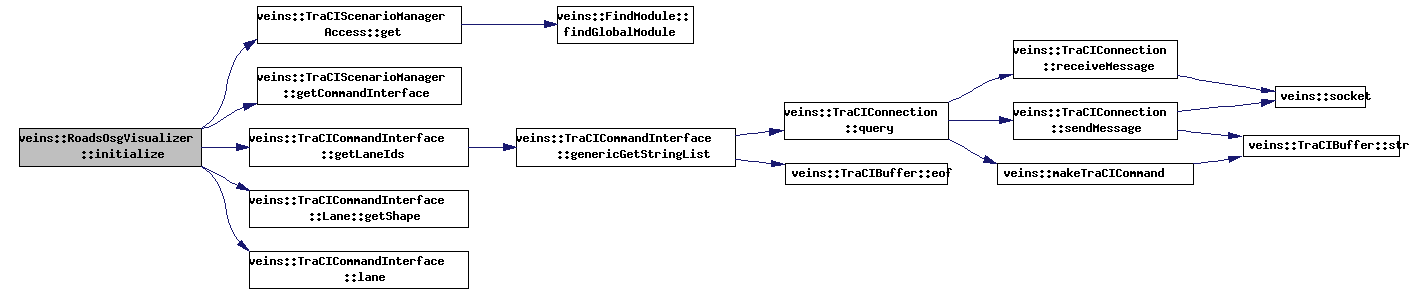 veins::RoadsOsgVisualizer
::initialize
veins::TraCIScenarioManager
Access::get
veins::FindModule::
findGlobalModule
veins::TraCIScenarioManager
::getCommandInterface
veins::TraCICommandInterface
::getLaneIds
veins::TraCICommandInterface
::genericGetStringList
veins::TraCIConnection
::query
veins::TraCIConnection
::receiveMessage
veins::socket
veins::TraCIConnection
::sendMessage
veins::TraCIBuffer::str
veins::makeTraCICommand
veins::TraCIBuffer::eof
veins::TraCICommandInterface
::Lane::getShape
veins::TraCICommandInterface
::lane